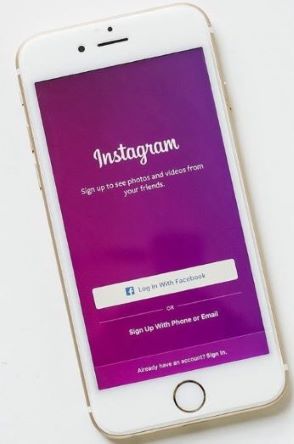 Instagram
Sign up to see photos and videos from
your friends.
Log In With Facebook
OR
Sign Up With Phone or Email
Already have an account? Sign In.